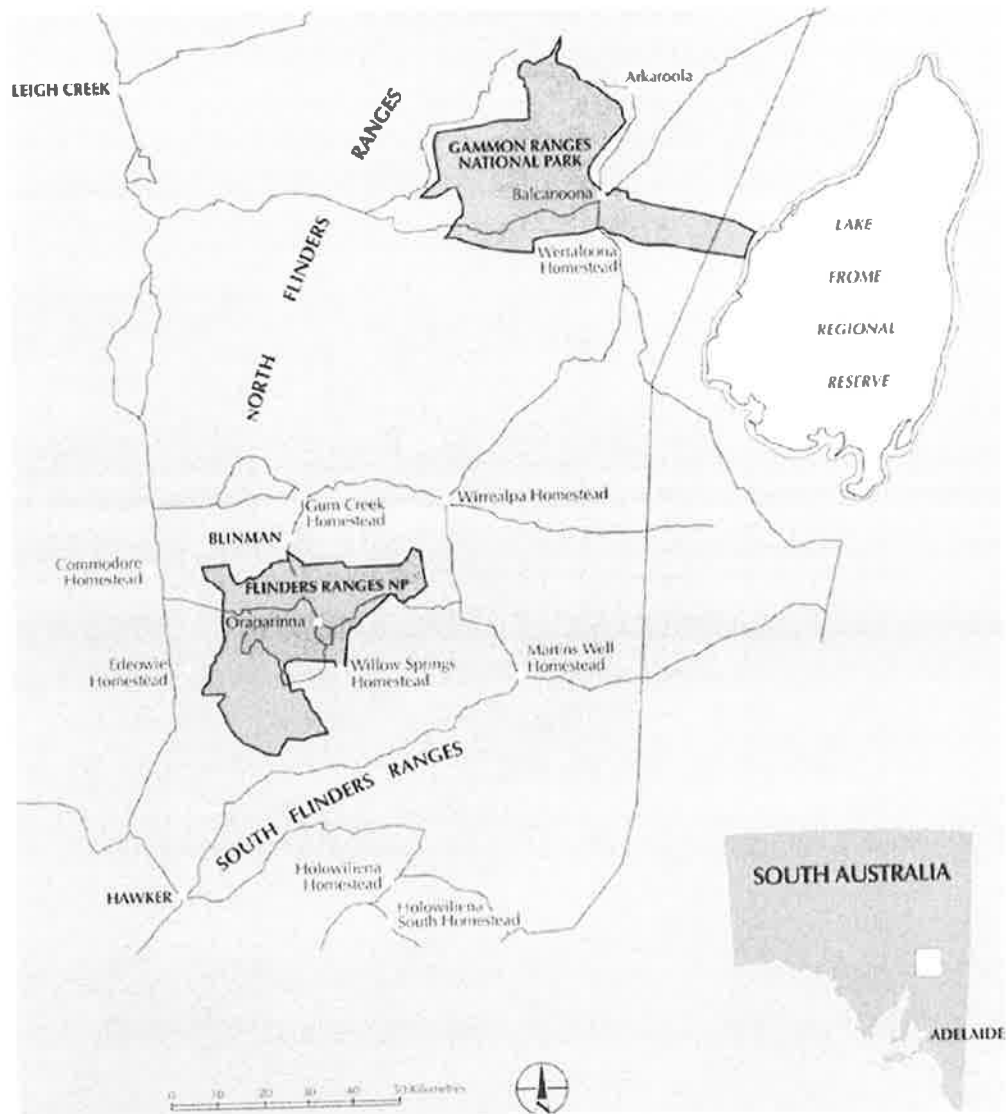 LEIGH CREEK
Arkaroola
RANGES
GAMMON RANGES
NATIONAL PARK
Balcanoona
LAKE
FROME
REGIONAL
RESERVE
Wertaloona
Homestead
FLINDERS
NORTH
Gum Creek
Homestead
Wirrealpa Homestead
BLINMAN
Commodore
Homestead
FLINDERS RANGES NP
Oraparinna
Edeowie
Homestead
Willow Springs
Homestead
Martins Well
Homestead
SOUTH FLINDERS RANGES
HAWKER
Holowiliena
Homestead
Holowiliena
South Homestead
SOUTH AUSTRALIA
ADELAIDE
0 10 20 30 40 50 Kilometres
N